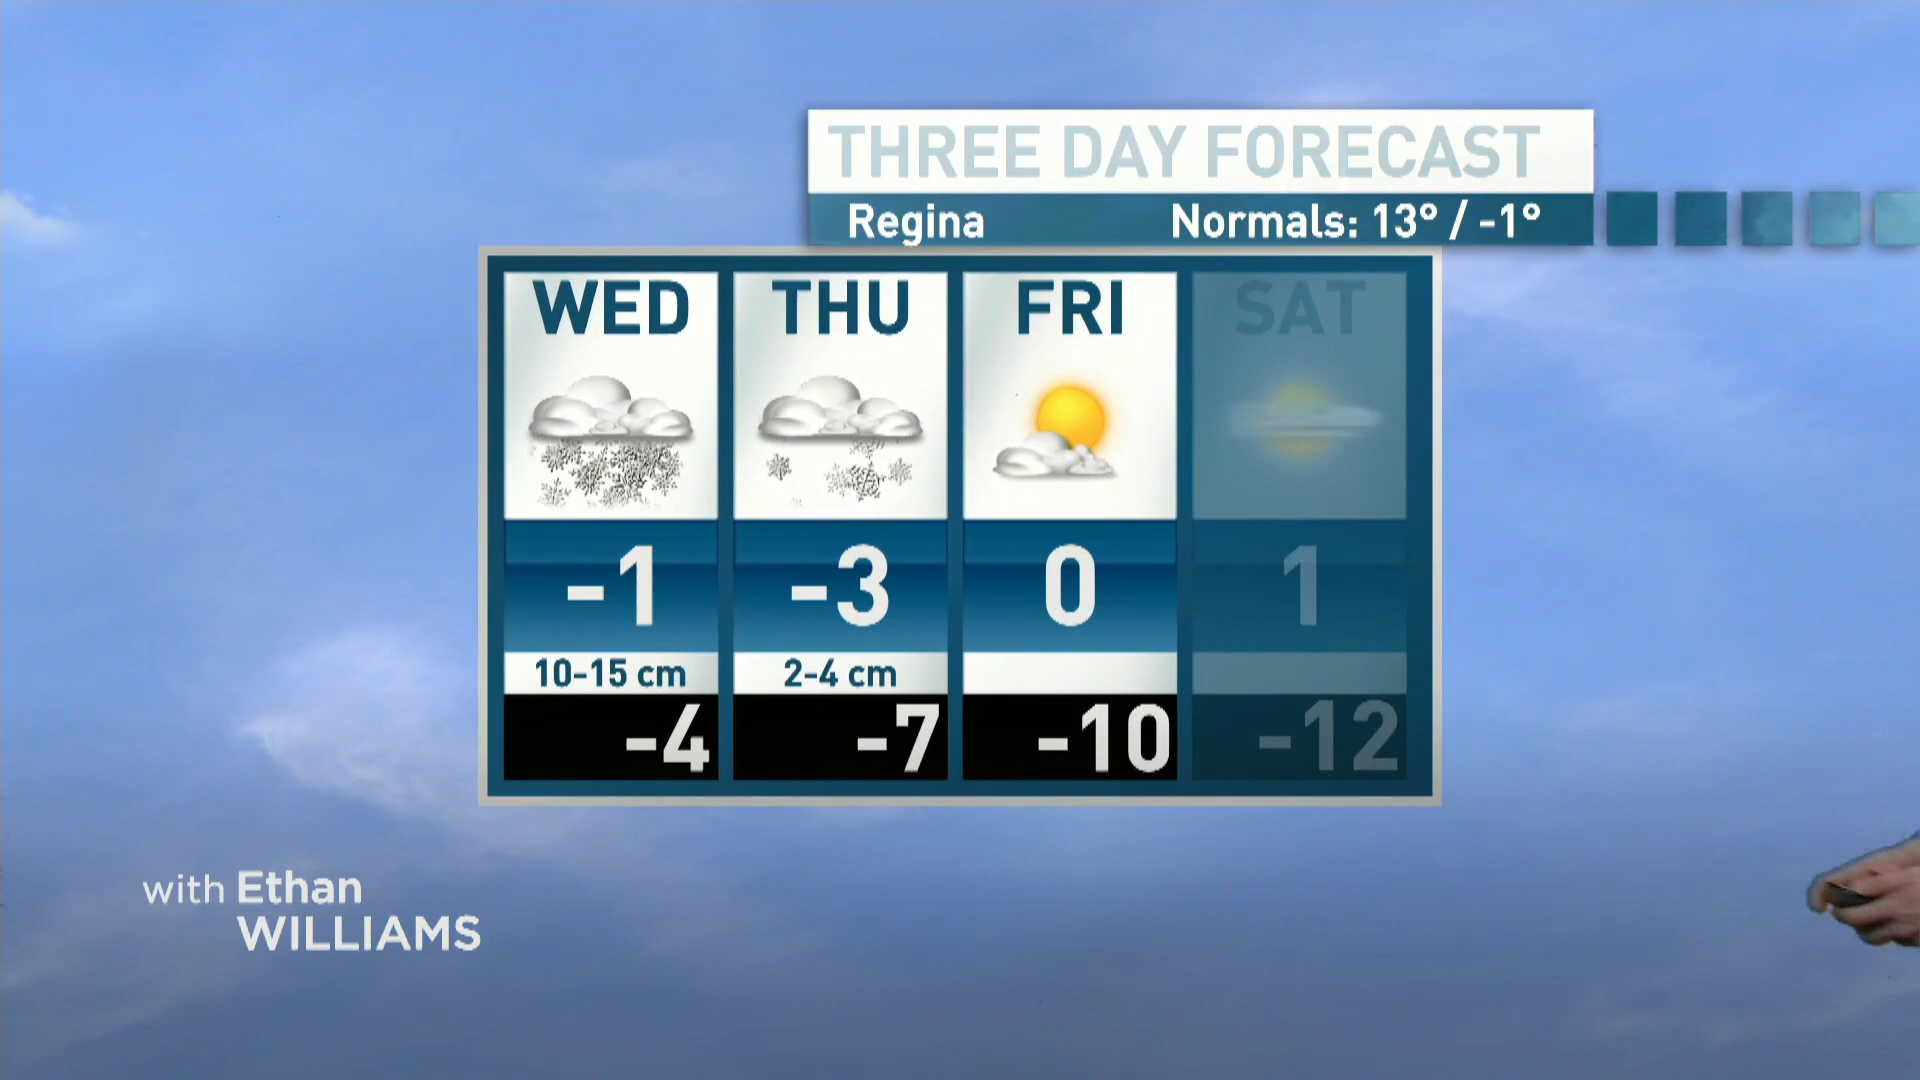 THREE DAY FORECAST
Regina Normals: 13° / -1°
WED THU FRI SAT
-1 -3 0 1
10-15 cm 2-4 cm
-4 -7 -10 -12
with Ethan
WILLIAMS